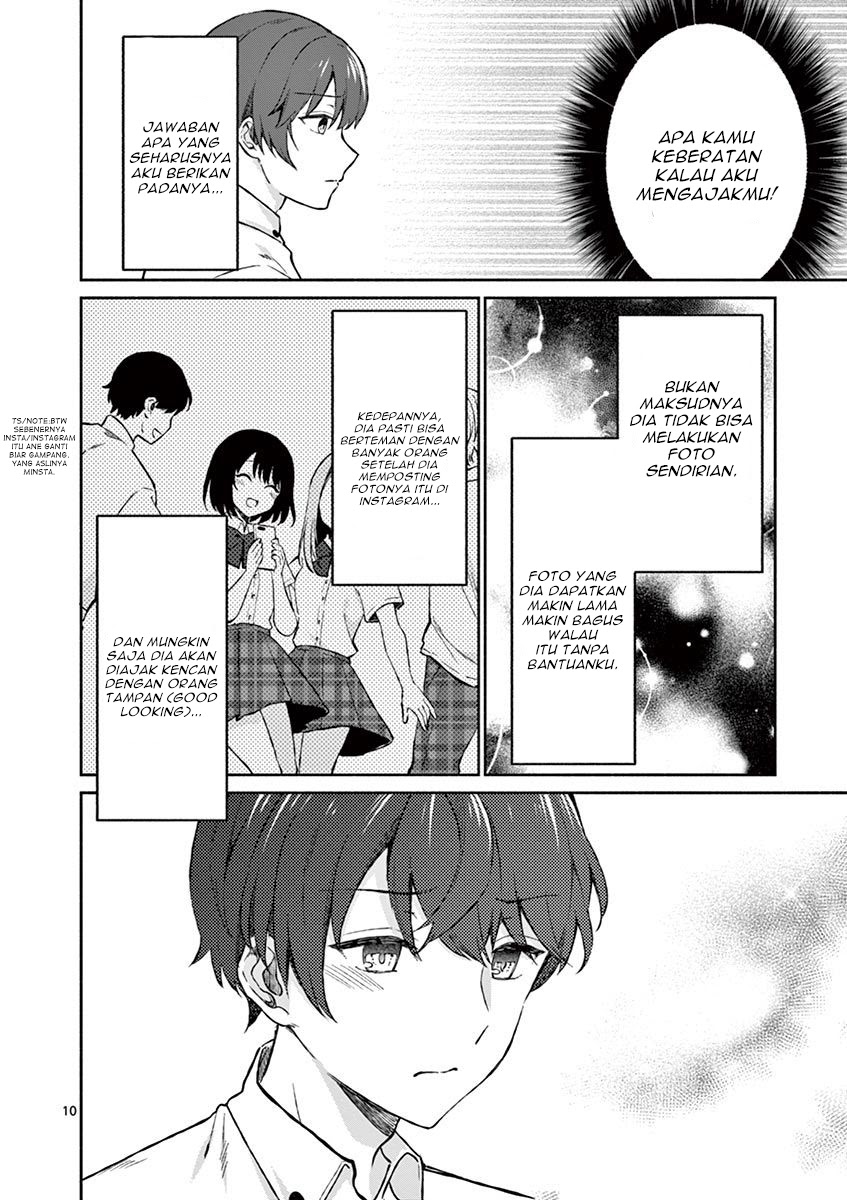 APA KAMU
KEBERATAN
KALAU AKU
MENGAJAKMU!
JAWABAN
APA YANG
SEHARUSNYA
AKU BERIKAN
PADANYA...
BUKAN
MAKSUDNYA
DIA TIDAK BISA
MELAKUKAN
FOTO
SENDIRIAN.
FOTO YANG
DIA DAPATKAN
MAKIN LAMA
MAKIN BAGUS
WALAU
ITU TANPA
BANTUANKU.
KEDEPANNYA,
DIA PASTI BISA
BERTEMAN DENGAN
BANYAK ORANG
SETELAH DIA
MEMPOSTING
FOTONYA ITU DI
INSTAGRAM...
TS/NOTE:BTW
SEBENERNYA
INSTA/INSTAGRAM
ITU ANE GANTI
BIAR GAMPANG.
YANG ASLINYA
MINSTA.
DAN MUNGKIN
SAJA DIA AKAN
DIAJAK KENCAN
DENGAN ORANG
TAMPAN (GOOD
LOOKING)...
10